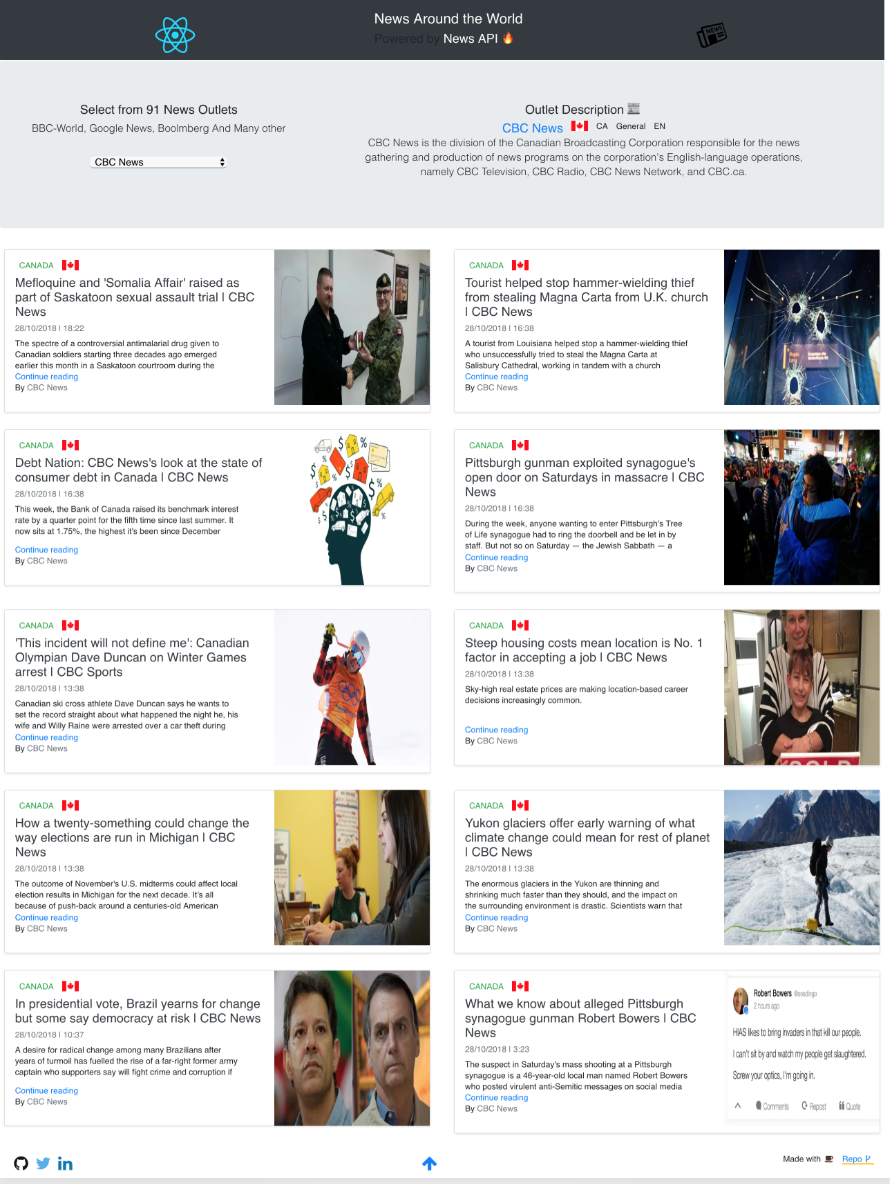 News Around the World
Powered by News API 🔥
NEWS
Select from 91 News Outlets
BBC-World, Google News, Boolmberg And Many other
CBC News
Outlet Description
CBC News CA General EN
CBC News is the division of the Canadian Broadcasting Corporation responsible for the news
gathering and production of news programs on the corporation's English-language operations,
namely CBC Television, CBC Radio, CBC News Network, and CBC.ca.
CANADA
Mefloquine and 'Somalia Affair' raised as
part of Saskatoon sexual assault trial | CBC
News
28/10/2018 | 18:22
The spectre of a controversial antimalarial drug given to
Canadian soldiers starting three decades ago emerged
earlier this month in a Saskatoon courtroom during the
Continue reading
By CBC News
CANADA
Tourist helped stop hammer-wielding thief
from stealing Magna Carta from U.K. church
| CBC News
28/10/2018 | 16:38
A tourist from Louisiana helped stop a hammer-wielding thief
who unsuccessfully tried to steal the Magna Carta at
Salisbury Cathedral, working in tandem with a church
Continue reading
By CBC News
CANADA
Debt Nation: CBC News's look at the state of
consumer debt in Canada | CBC News
28/10/2018 | 16:38
This week, the Bank of Canada raised its benchmark interest
rate by a quarter point for the fifth time since last summer. It
now sits at 1.75%, the highest it's been since December
Continue reading
By CBC News
CANADA
Pittsburgh gunman exploited synagogue's
open door on Saturdays in massacre | CBC
News
28/10/2018 | 16:38
During the week, anyone wanting to enter Pittsburgh's Tree
of Life synagogue had to ring the doorbell and be let in by
staff. But not so on Saturday — the Jewish Sabbath — a
Continue reading
By CBC News
CANADA
'This incident will not define me': Canadian
Olympian Dave Duncan on Winter Games
arrest | CBC Sports
28/10/2018 | 13:38
Canadian ski cross athlete Dave Duncan says he wants to
set the record straight about what happened the night he, his
wife and Willy Raine were arrested over a car theft during
Continue reading
By CBC News
CANADA
Steep housing costs mean location is No. 1
factor in accepting a job | CBC News
28/10/2018 | 13:38
Sky-high real estate prices are making location-based career
decisions increasingly common.
Continue reading
By CBC News
SOLD
CANADA
How a twenty-something could change the
way elections are run in Michigan | CBC
News
28/10/2018 | 13:38
The outcome of November's U.S. midterms could affect local
election results in Michigan for the next decade. It's all
because of push-back around a centuries-old American
Continue reading
By CBC News
CANADA
Yukon glaciers offer early warning of what
climate change could mean for rest of planet
| CBC News
28/10/2018 | 13:38
The enormous glaciers in the Yukon are thinning and
shrinking much faster than they should, and the impact on
the surrounding environment is drastic. Scientists warn that
Continue reading
By CBC News
CANADA
In presidential vote, Brazil yearns for change
but some say democracy at risk | CBC News
28/10/2018 | 10:37
A desire for radical change among many Brazilians after
years of turmoil has fuelled the rise of a far-right former army
captain who supporters say will fight crime and corruption if
Continue reading
By CBC News
CANADA
What we know about alleged Pittsburgh
synagogue gunman Robert Bowers | CBC
News
28/10/2018 | 3:23
The suspect in Saturday's mass shooting at a Pittsburgh
synagogue is a 46-year-old local man named Robert Bowers
who posted virulent anti-Semitic messages on social media
Continue reading
By CBC News
Robert Bowers @onedingo
2 hours ago
HIAS likes to bring invaders in that kill our people.
I can't sit by and watch my people get slaughtered.
Screw your optics, I'm going in.
Comments Repost Quote
Made with Repo